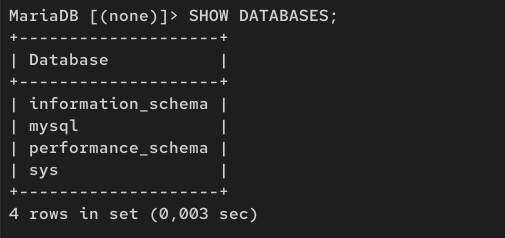 MariaDB [(none)]> SHOW DATABASES;
+--------------------+
| Database           |
+--------------------+
| information_schema |
| mysql              |
| performance_schema |
| sys                |
+--------------------+
4 rows in set (0,003 sec)